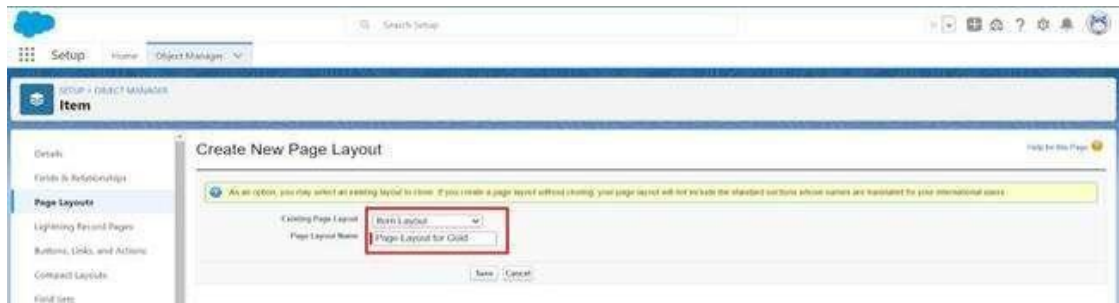 Search Setup
Setup Home Object Manager
SETUP > OBJECT MANAGER
Item
Details
Fields & Relationships
Page Layouts
Lightning Record Pages
Buttons, Links, and Actions
Compact Layouts
Field Sets
Create New Page Layout
Help for this Page
As an option, you may select an existing layout to clone. If you create a page layout without cloning, your page layout will not include the standard sections whose names are translated for your international users.
Existing Page Layout Item Layout
Page Layout Name Page Layout for Gold
Save Cancel